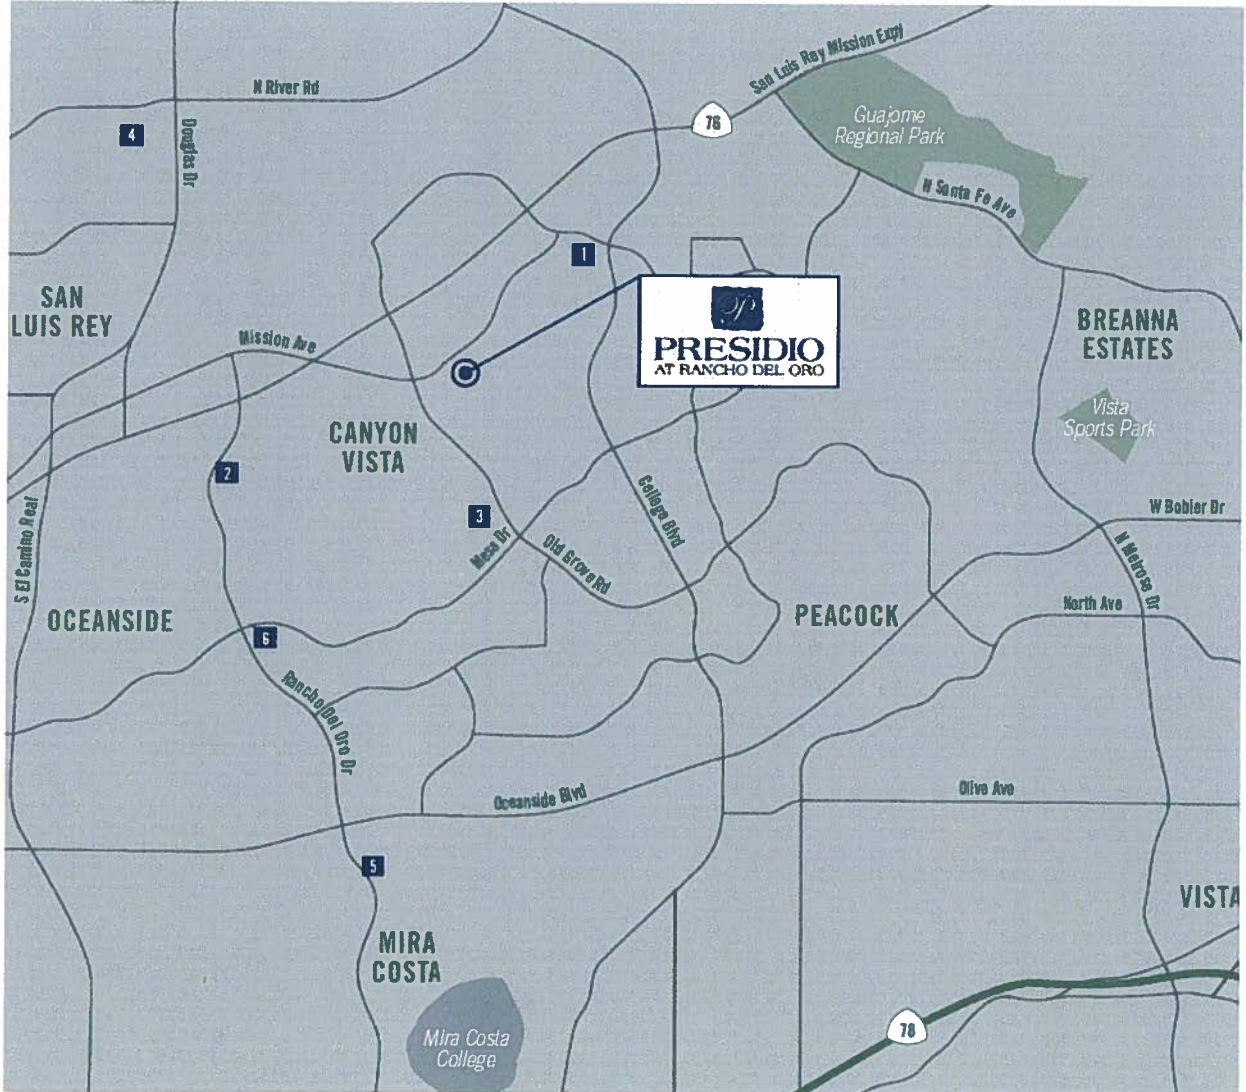 San Luis Rey Mission Expy
N River Rd
76
Guajome
Regional Park
4
Douglas Dr
N Santa Fe Ave
1
SAN
LUIS REY
P
PRESIDIO
AT RANCHO DEL ORO
BREANNA
ESTATES
Mission Ave
Vista
Sports Park
CANYON
VISTA
2
College Blvd
S El Camino Real
3
W Bobier Dr
Mesa Dr
Old Grove Rd
N Melrose Dr
OCEANSIDE
PEACOCK
North Ave
6
Rancho Del Oro Dr
Oceanside Blvd
Olive Ave
5
VISTA
MIRA
COSTA
Mira Costa
College
78